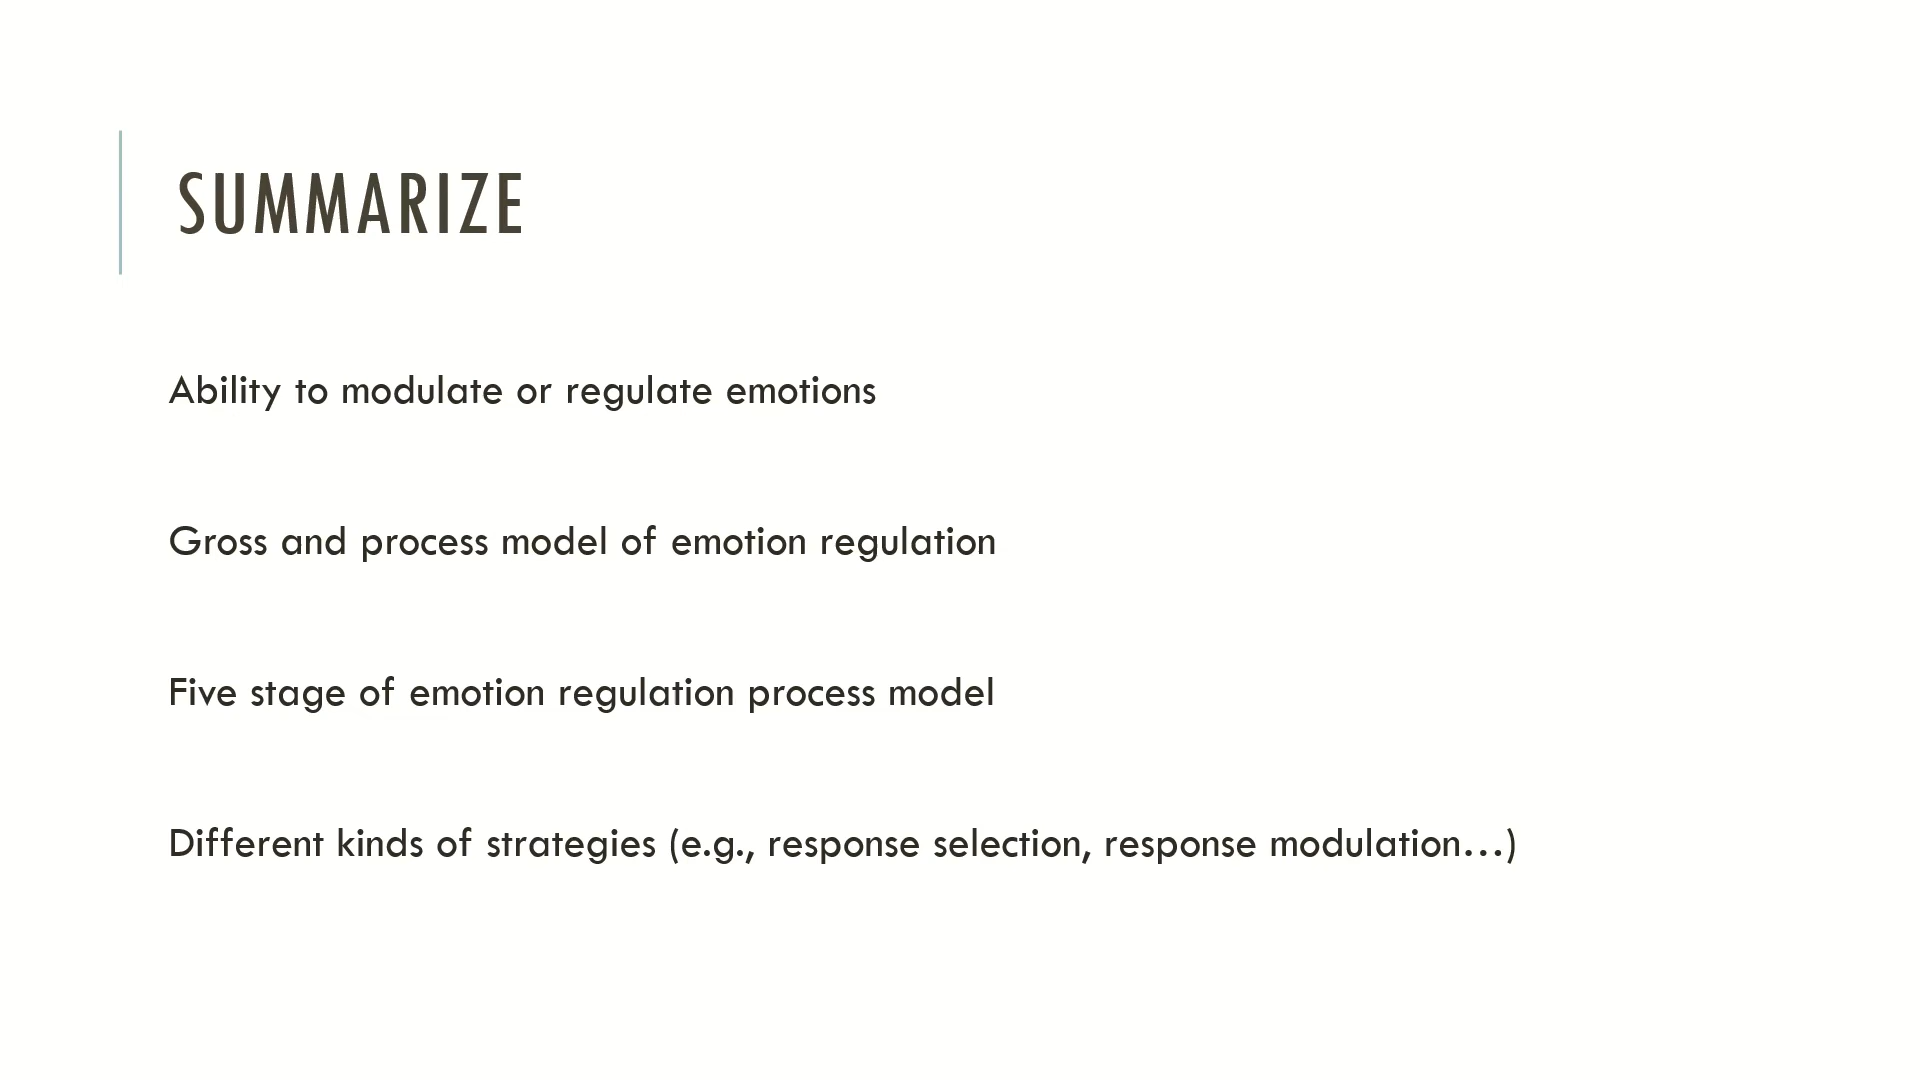 SUMMARIZE
Ability to modulate or regulate emotions
Gross and process model of emotion regulation
Five stage of emotion regulation process model
Different kinds of strategies (e.g., response selection, response modulation…)